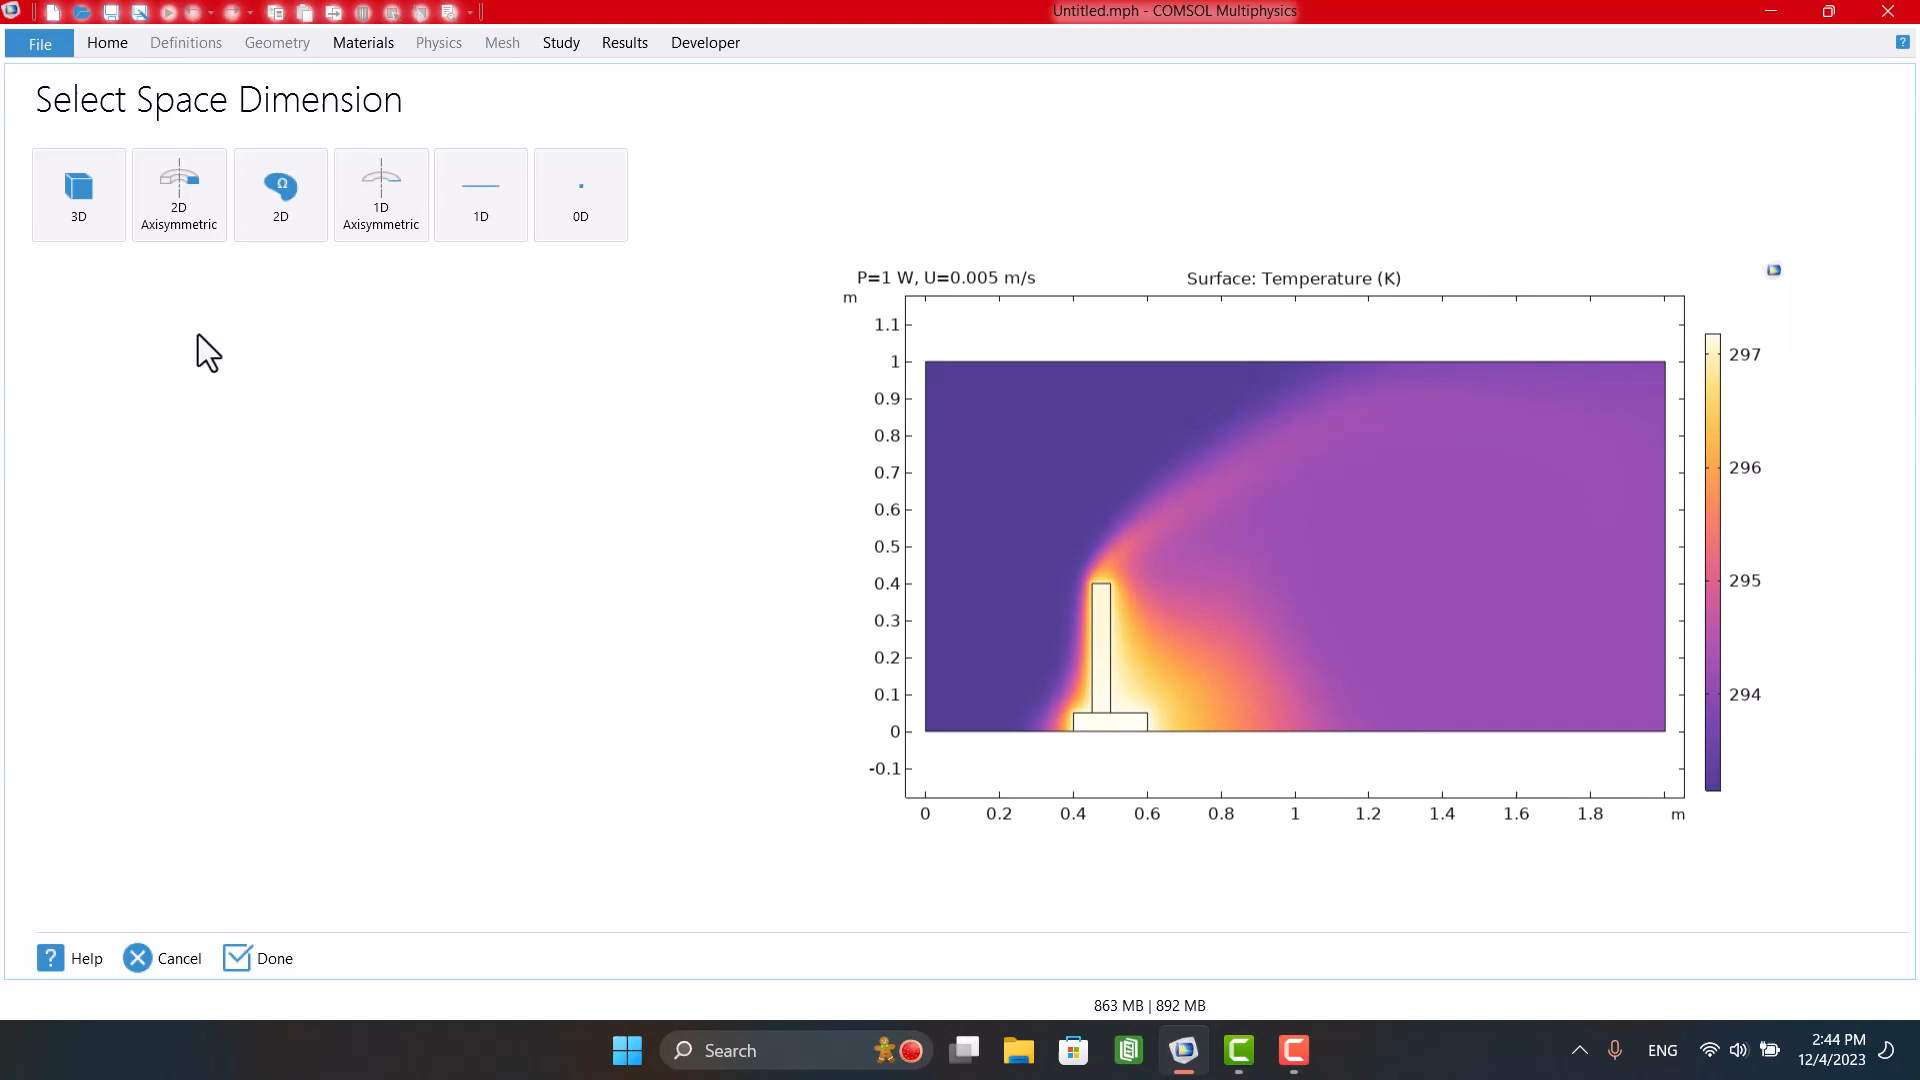 Untitled.mph - COMSOL Multiphysics
File Home Definitions Geometry Materials Physics Mesh Study Results Developer ?
Select Space Dimension
3D
2D
Axisymmetric
Ω
2D
1D
Axisymmetric
1D
0D
P=1 W, U=0.005 m/s
Surface: Temperature (K)
m
1.1
1
0.9
0.8
0.7
0.6
0.5
0.4
0.3
0.2
0.1
0
-0.1
0 0.2 0.4 0.6 0.8 1 1.2 1.4 1.6 1.8 m
297
296
295
294
? Help Cancel Done
863 MB | 892 MB
Search
ENG
2:44 PM
12/4/2023